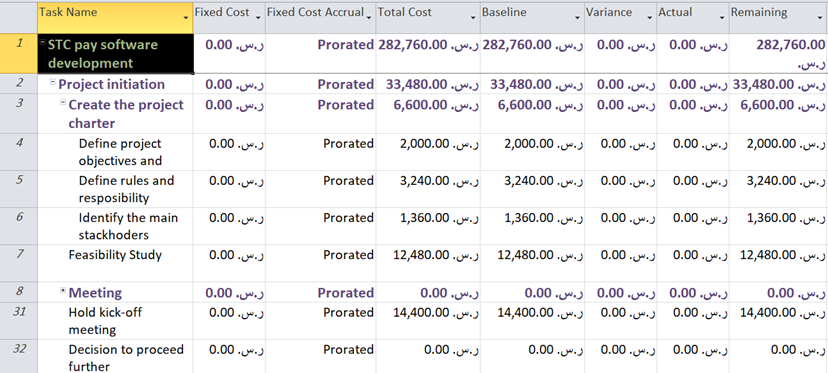 Task Name Fixed Cost Fixed Cost Accrual Total Cost Baseline Variance Actual Remaining
1 STC pay software development ر.س. 0.00 Prorated ر.س. 282,760.00 ر.س. 282,760.00 ر.س. 0.00 ر.س. 0.00 ر.س. 282,760.00
2 Project initiation ر.س. 0.00 Prorated ر.س. 33,480.00 ر.س. 33,480.00 ر.س. 0.00 ر.س. 0.00 ر.س. 33,480.00
3 Create the project charter ر.س. 0.00 Prorated ر.س. 6,600.00 ر.س. 6,600.00 ر.س. 0.00 ر.س. 0.00 ر.س. 6,600.00
4 Define project objectives and ر.س. 0.00 Prorated ر.س. 2,000.00 ر.س. 2,000.00 ر.س. 0.00 ر.س. 0.00 ر.س. 2,000.00
5 Define rules and resposibility ر.س. 0.00 Prorated ر.س. 3,240.00 ر.س. 3,240.00 ر.س. 0.00 ر.س. 0.00 ر.س. 3,240.00
6 Identify the main stackhoders ر.س. 0.00 Prorated ر.س. 1,360.00 ر.س. 1,360.00 ر.س. 0.00 ر.س. 0.00 ر.س. 1,360.00
7 Feasibility Study ر.س. 0.00 Prorated ر.س. 12,480.00 ر.س. 12,480.00 ر.س. 0.00 ر.س. 0.00 ر.س. 12,480.00
8 Meeting ر.س. 0.00 Prorated ر.س. 0.00 ر.س. 0.00 ر.س. 0.00 ر.س. 0.00 ر.س. 0.00
31 Hold kick-off meeting ر.س. 0.00 Prorated ر.س. 14,400.00 ر.س. 14,400.00 ر.س. 0.00 ر.س. 0.00 ر.س. 14,400.00
32 Decision to proceed further ر.س. 0.00 Prorated ر.س. 0.00 ر.س. 0.00 ر.س. 0.00 ر.س. 0.00 ر.س. 0.00